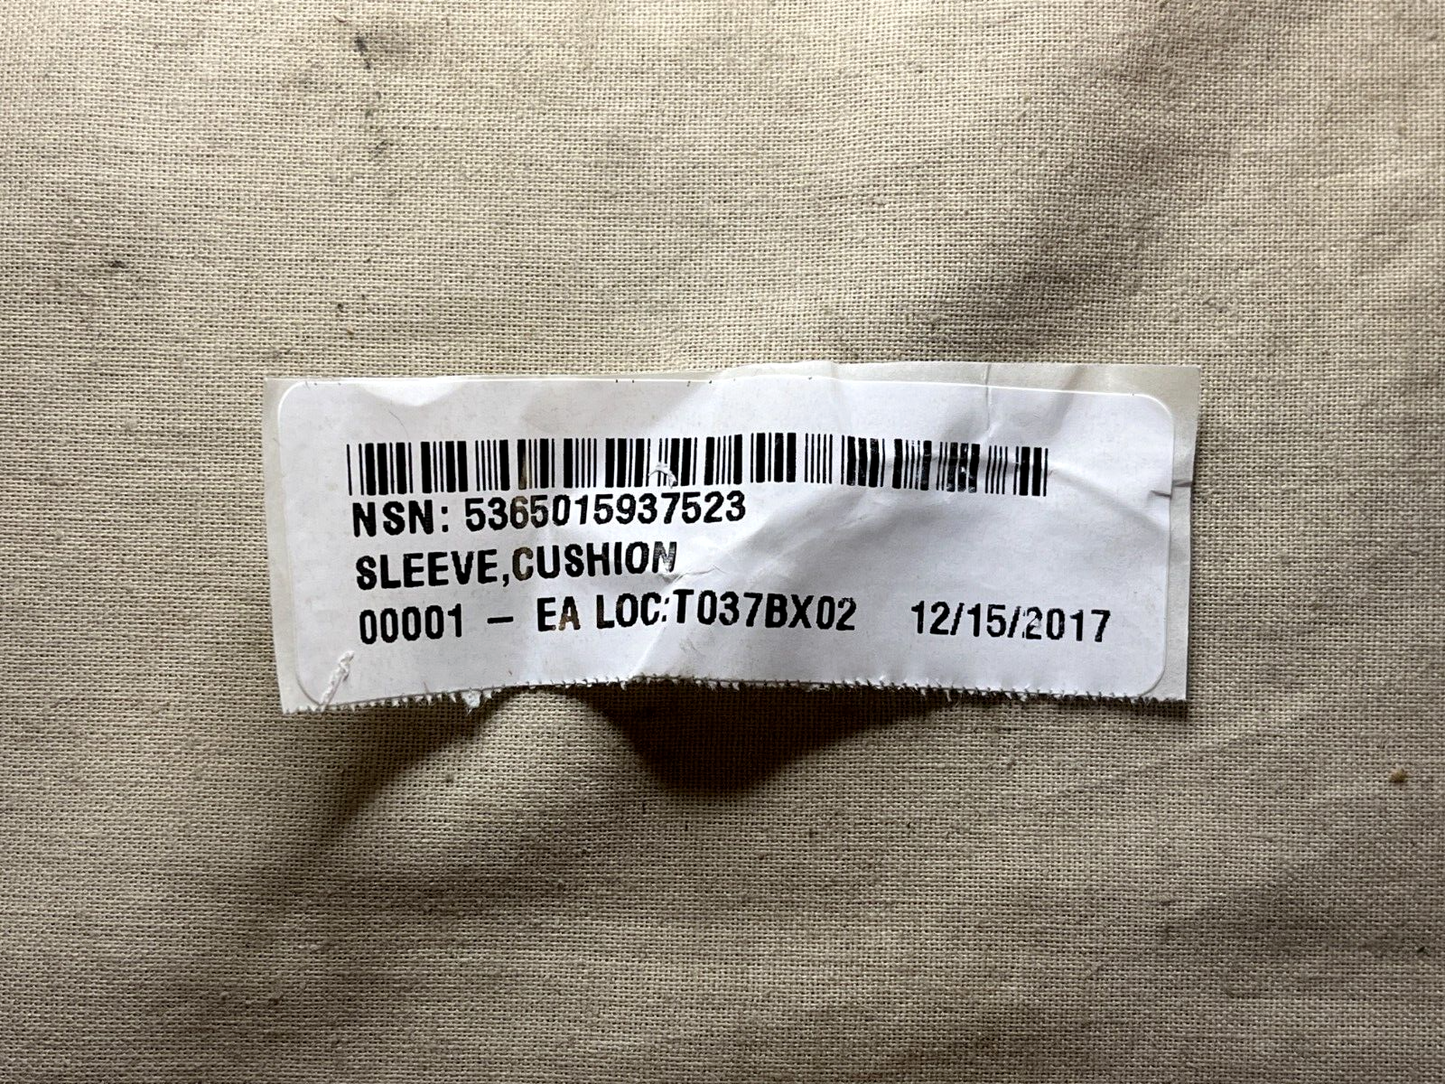 NSN: 5365015937523
SLEEVE,CUSHION
00001 – EA LOC:T037BX02 12/15/2017